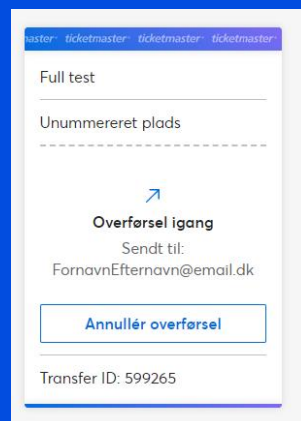 aster· ticketmaster· ticketmaster· ticketmaster·
Full test
Unummereret plads
Overførsel igang
Sendt til:
FornavnEfternavn@email.dk
Annullér overførsel
Transfer ID: 599265